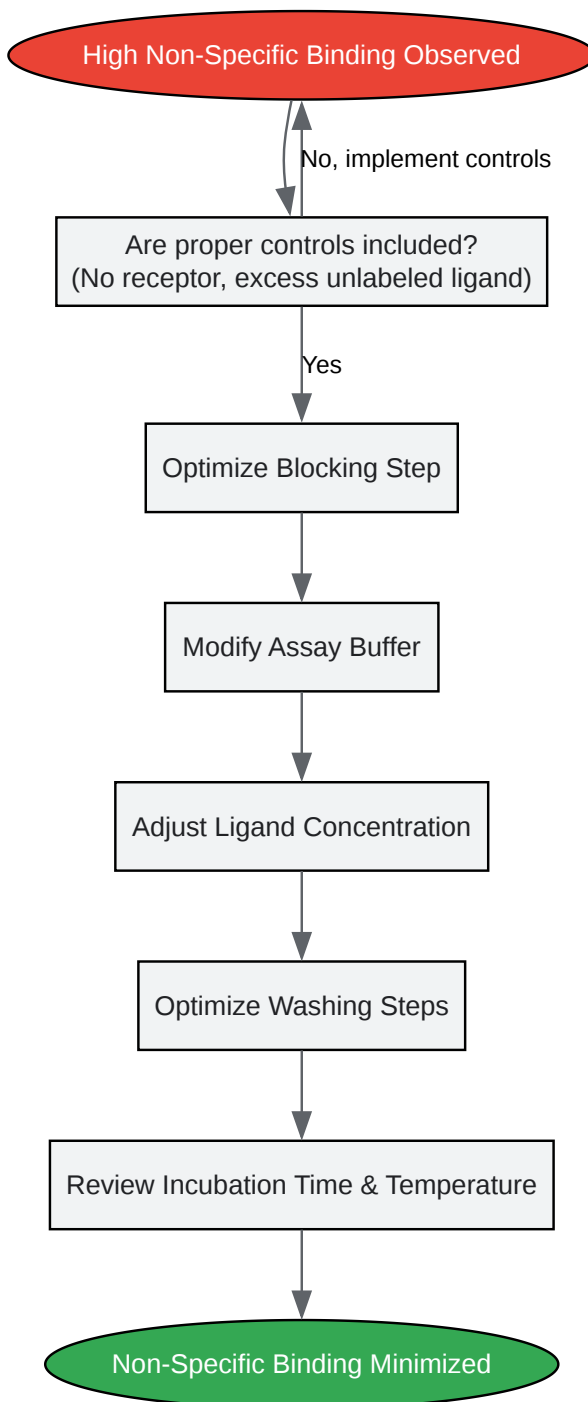 High Non-Specific Binding Observed
No, implement controls
Are proper controls included?
(No receptor, excess unlabeled ligand)
Yes
Optimize Blocking Step
Modify Assay Buffer
Adjust Ligand Concentration
Optimize Washing Steps
Review Incubation Time & Temperature
Non-Specific Binding Minimized